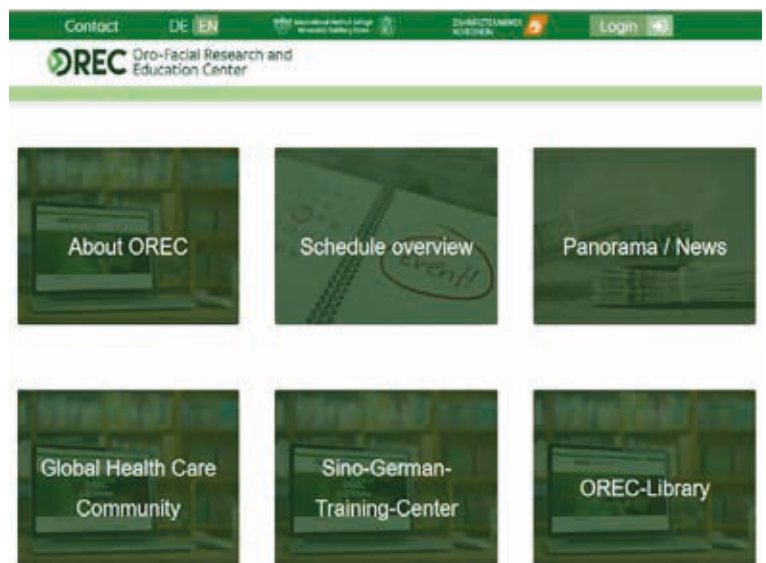 Contact DE EN Login
OREC Oro-Facial Research and
Education Center
About OREC
Schedule overview
Event!
Panorama / News
Global Health Care
Community
Sino-German-
Training-Center
OREC-Library